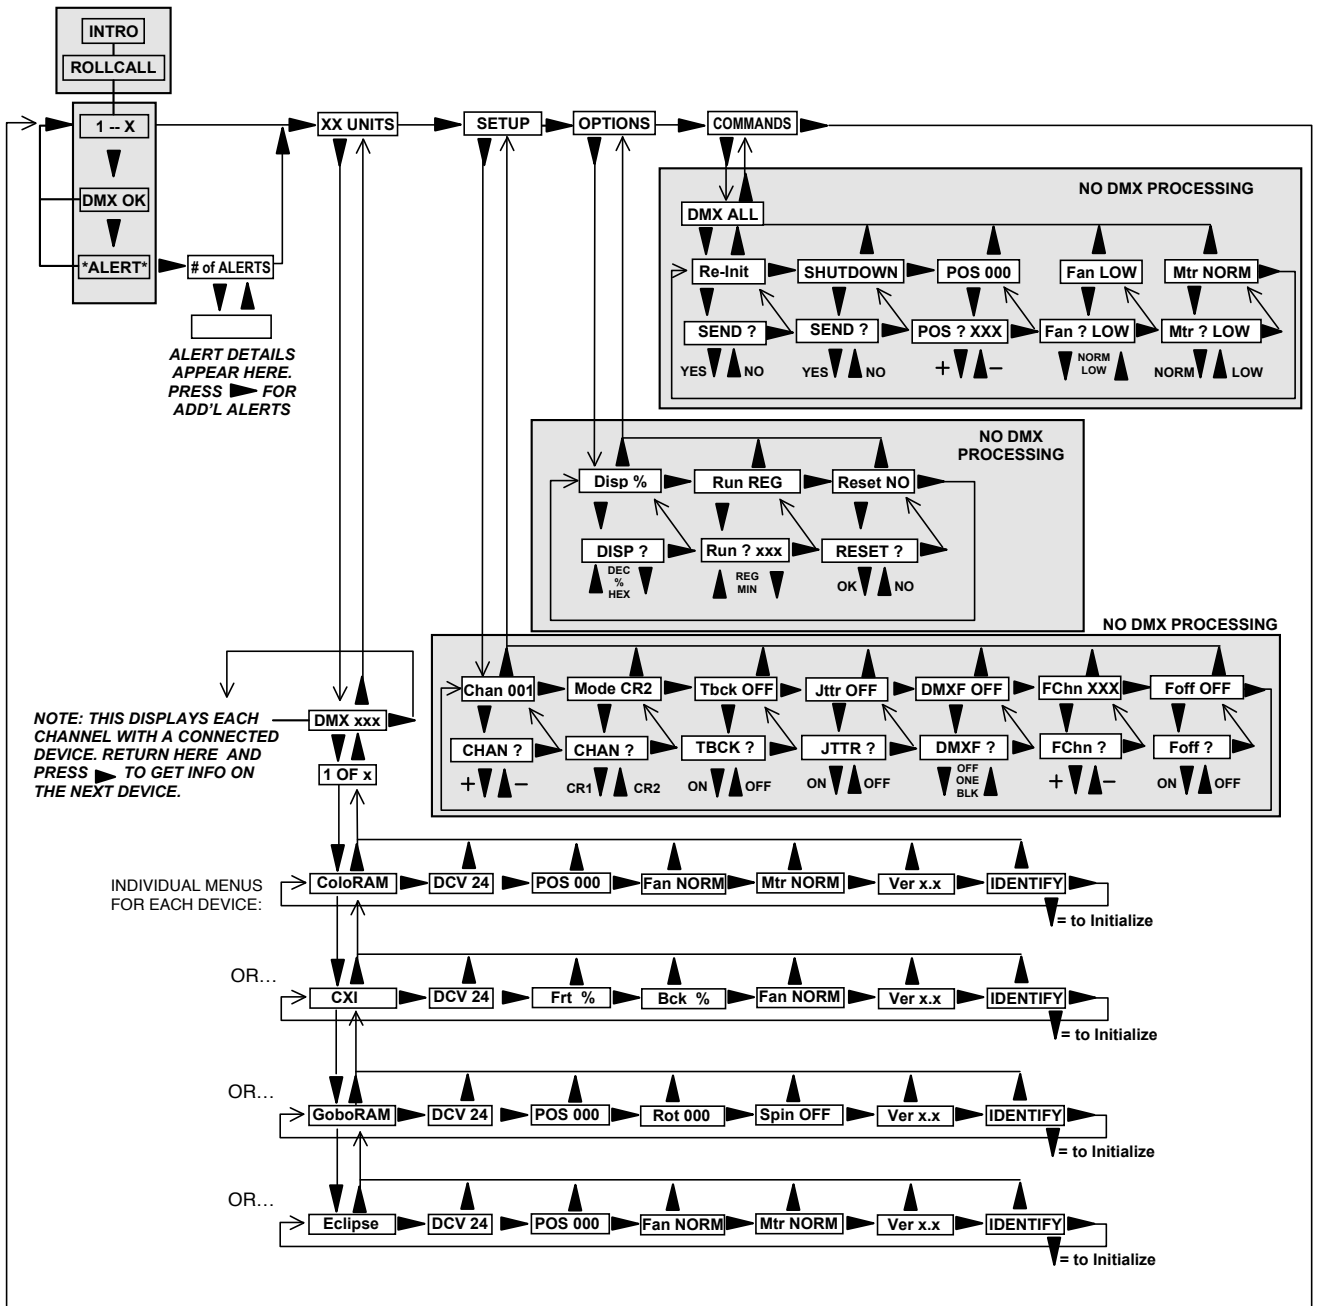 INTRO
ROLLCALL
1 -- X
XX UNITS
SETUP
OPTIONS
COMMANDS
DMX OK
*ALERT*
# of ALERTS
ALERT DETAILS
APPEAR HERE.
PRESS FOR
ADD'L ALERTS
NO DMX PROCESSING
DMX ALL
Re-Init
SHUTDOWN
POS 000
Fan LOW
Mtr NORM
SEND ?
SEND ?
POS ? XXX
Fan ? LOW
Mtr ? LOW
YES NO
YES NO
+ –
NORM
LOW
NORM LOW
NO DMX
PROCESSING
Disp %
Run REG
Reset NO
DISP ?
Run ? xxx
RESET ?
DEC
%
HEX
REG
MIN
OK NO
NO DMX PROCESSING
Chan 001
Mode CR2
Tbck OFF
Jttr OFF
DMXF OFF
FChn XXX
Foff OFF
CHAN ?
CHAN ?
TBCK ?
JTTR ?
DMXF ?
FChn ?
Foff ?
+ –
CR1 CR2
ON OFF
ON OFF
OFF
ONE
BLK
+ –
ON OFF
NOTE: THIS DISPLAYS EACH
CHANNEL WITH A CONNECTED
DEVICE. RETURN HERE AND
PRESS TO GET INFO ON
THE NEXT DEVICE.
DMX xxx
1 OF x
INDIVIDUAL MENUS
FOR EACH DEVICE:
ColoRAM
DCV 24
POS 000
Fan NORM
Mtr NORM
Ver x.x
IDENTIFY
= to Initialize
OR…
CXI
DCV 24
Frt %
Bck %
Fan NORM
Ver x.x
IDENTIFY
= to Initialize
OR…
GoboRAM
DCV 24
POS 000
Rot 000
Spin OFF
Ver x.x
IDENTIFY
= to Initialize
OR…
Eclipse
DCV 24
POS 000
Fan NORM
Mtr NORM
Ver x.x
IDENTIFY
= to Initialize